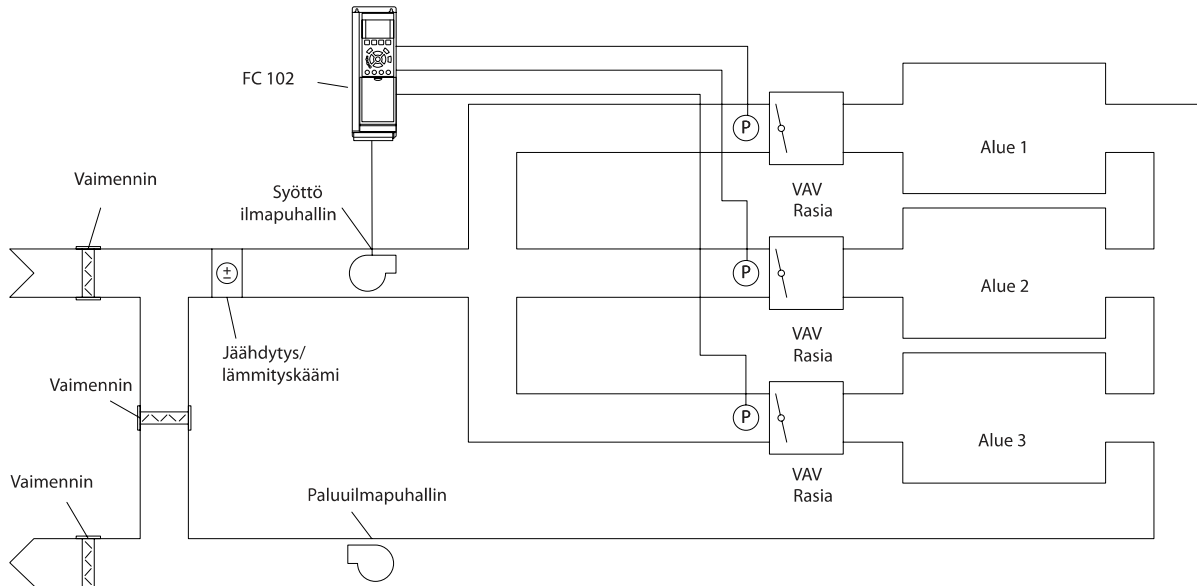 FC 102
P
Alue 1
Vaimennin
Syöttö
ilmapuhallin
VAV
Rasia
±
P
Alue 2
Jäähdytys/
lämmityskäämi
VAV
Rasia
Vaimennin
P
Alue 3
Vaimennin
Paluuilmapuhallin
VAV
Rasia